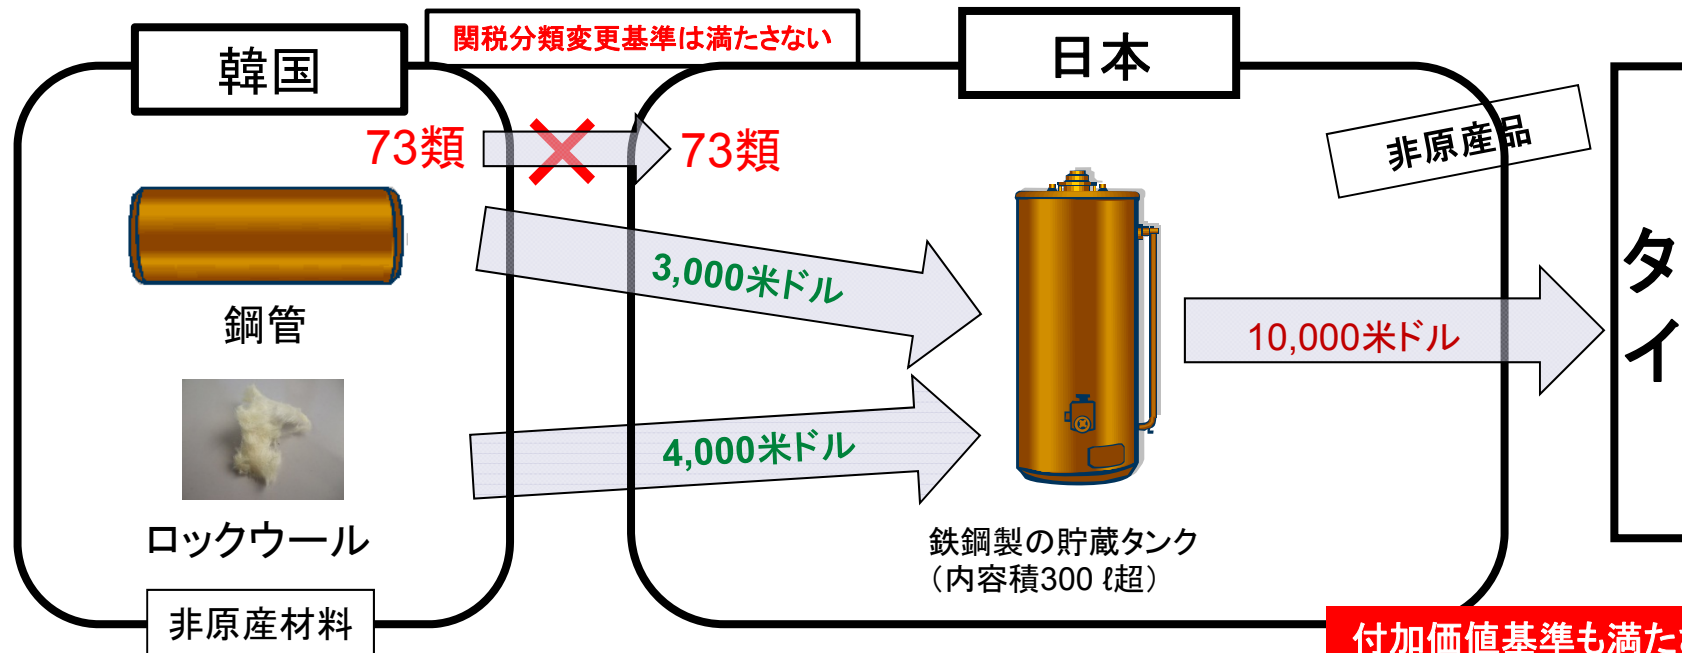 関税分類変更基準は満たさない
韓国
日本
73類
73類
非原産品
3,000米ドル
鋼管
タイ
10,000米ドル
4,000米ドル
ロックウール
鉄鋼製の貯蔵タンク
（内容積300 ℓ超）
非原産材料
付加価値基準も満た